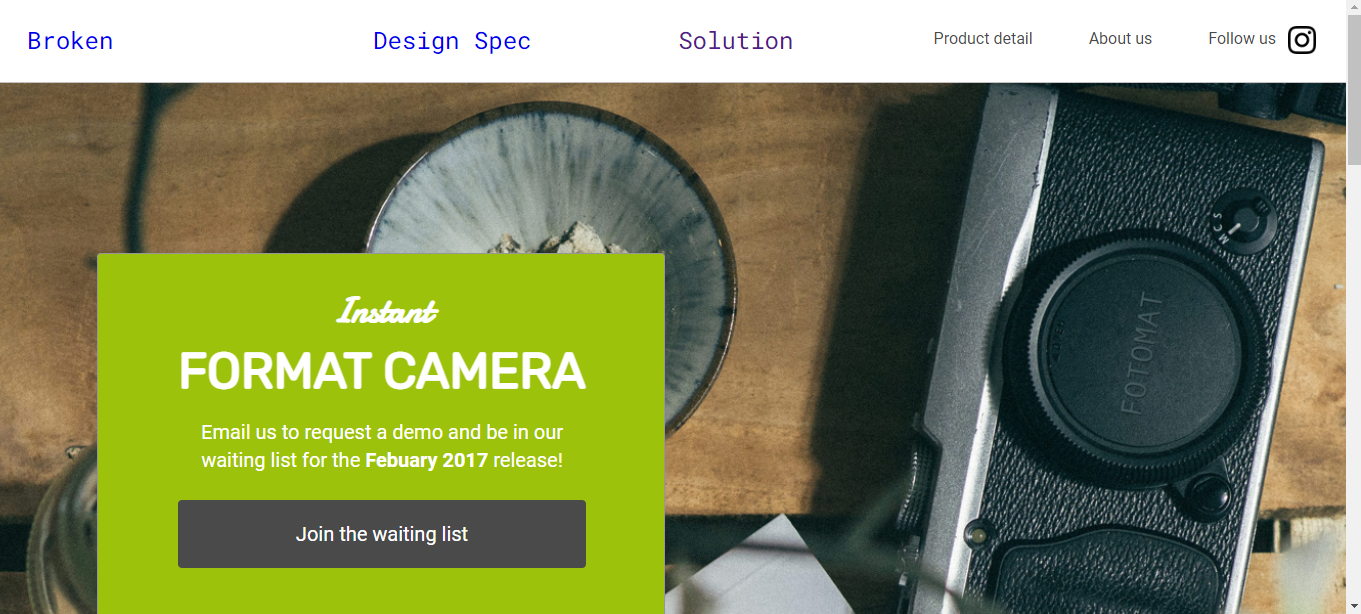 Broken
Design Spec
Solution
Product detail
About us
Follow us
Instant
FORMAT CAMERA
Email us to request a demo and be in our
waiting list for the Febuary 2017 release!
Join the waiting list
S
C
M
FOTOMAT